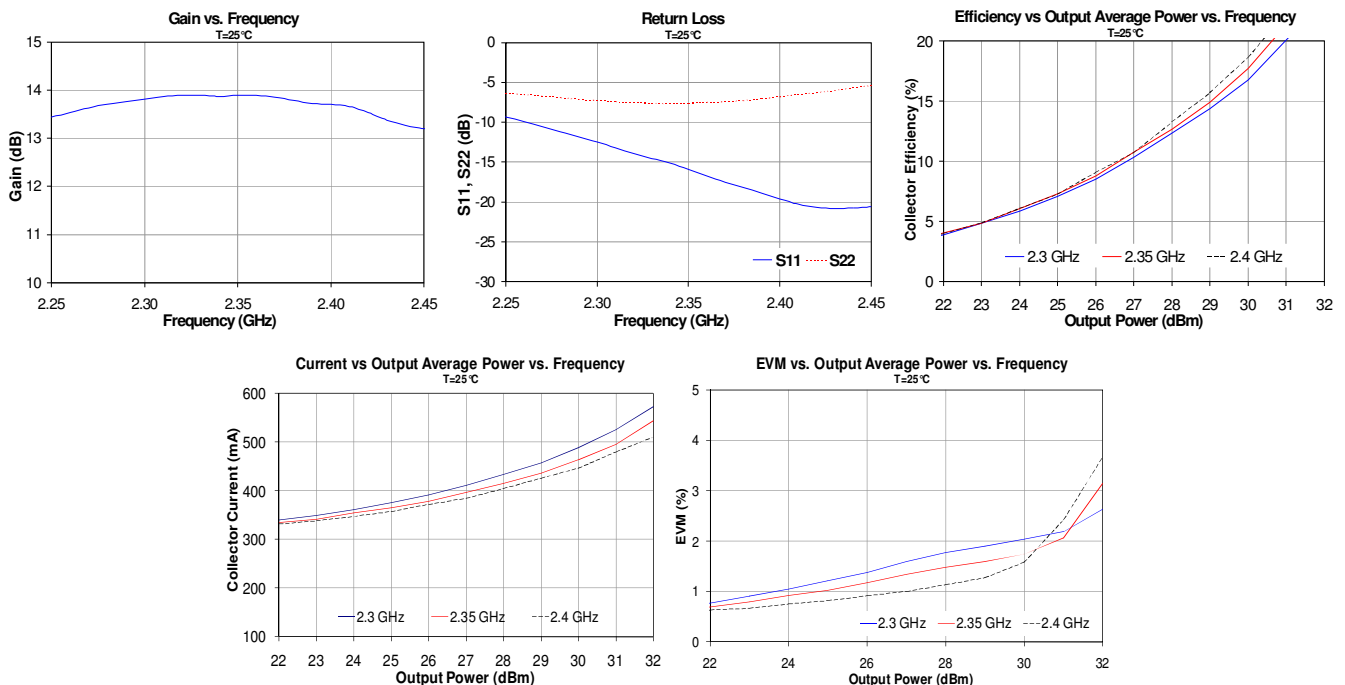 Gain vs. Frequency
T=25°C
15
14
13
12
11
10
Gain (dB)
2.25 2.30 2.35 2.40 2.45
Frequency (GHz)
Return Loss
T=25°C
0
-5
-10
-15
-20
-25
-30
S11, S22 (dB)
S11 S22
2.25 2.30 2.35 2.40 2.45
Frequency (GHz)
Efficiency vs Output Average Power vs. Frequency
T=25°C
20
15
10
5
0
Collector Efficiency (%)
2.3 GHz 2.35 GHz 2.4 GHz
22 23 24 25 26 27 28 29 30 31 32
Output Power (dBm)
Current vs Output Average Power vs. Frequency
T=25°C
600
500
400
300
200
100
Collector Current (mA)
2.3 GHz 2.35 GHz 2.4 GHz
22 23 24 25 26 27 28 29 30 31 32
Output Power (dBm)
EVM vs. Output Average Power vs. Frequency
T=25°C
5
4
3
2
1
0
EVM (%)
2.3 GHz 2.35 GHz 2.4 GHz
22 24 26 28 30 32
Output Power (dBm)